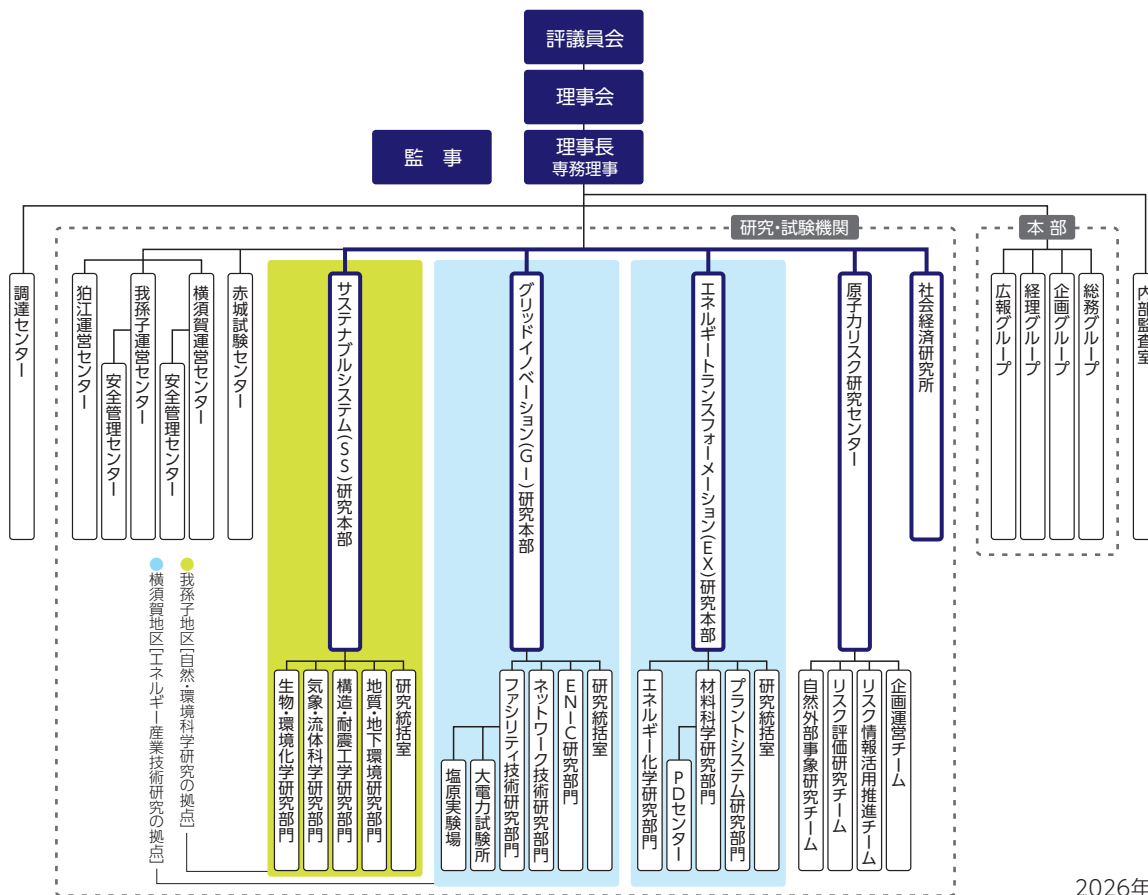 評議員会
理事会
理事長
専務理事
監　事
研究・試験機関
本 部
調達センター
狛江運営センター
安全管理センター
我孫子運営センター
安全管理センター
横須賀運営センター
赤城試験センター
サステナブルシステム(SS)研究本部
グリッドイノベーション(GI)研究本部
エネルギートランスフォーメーション(EX)研究本部
原子力リスク研究センター
社会経済研究所
広報グループ
経理グループ
企画グループ
総務グループ
内部監査室
横須賀地区[エネルギー産業技術研究の拠点]
我孫子地区[自然・環境科学研究の拠点]
生物・環境化学研究部門
気象・流体科学研究部門
構造・耐震工学研究部門
地質・地下環境研究部門
研究統括室
塩原実験場
大電力試験所
ファシリティ技術研究部門
ネットワーク技術研究部門
ENIC研究部門
研究統括室
エネルギー化学研究部門
PDセンター
材料科学研究部門
プラントシステム研究部門
研究統括室
自然外部事象研究チーム
リスク評価研究チーム
リスク情報活用推進チーム
企画運営チーム
2026年